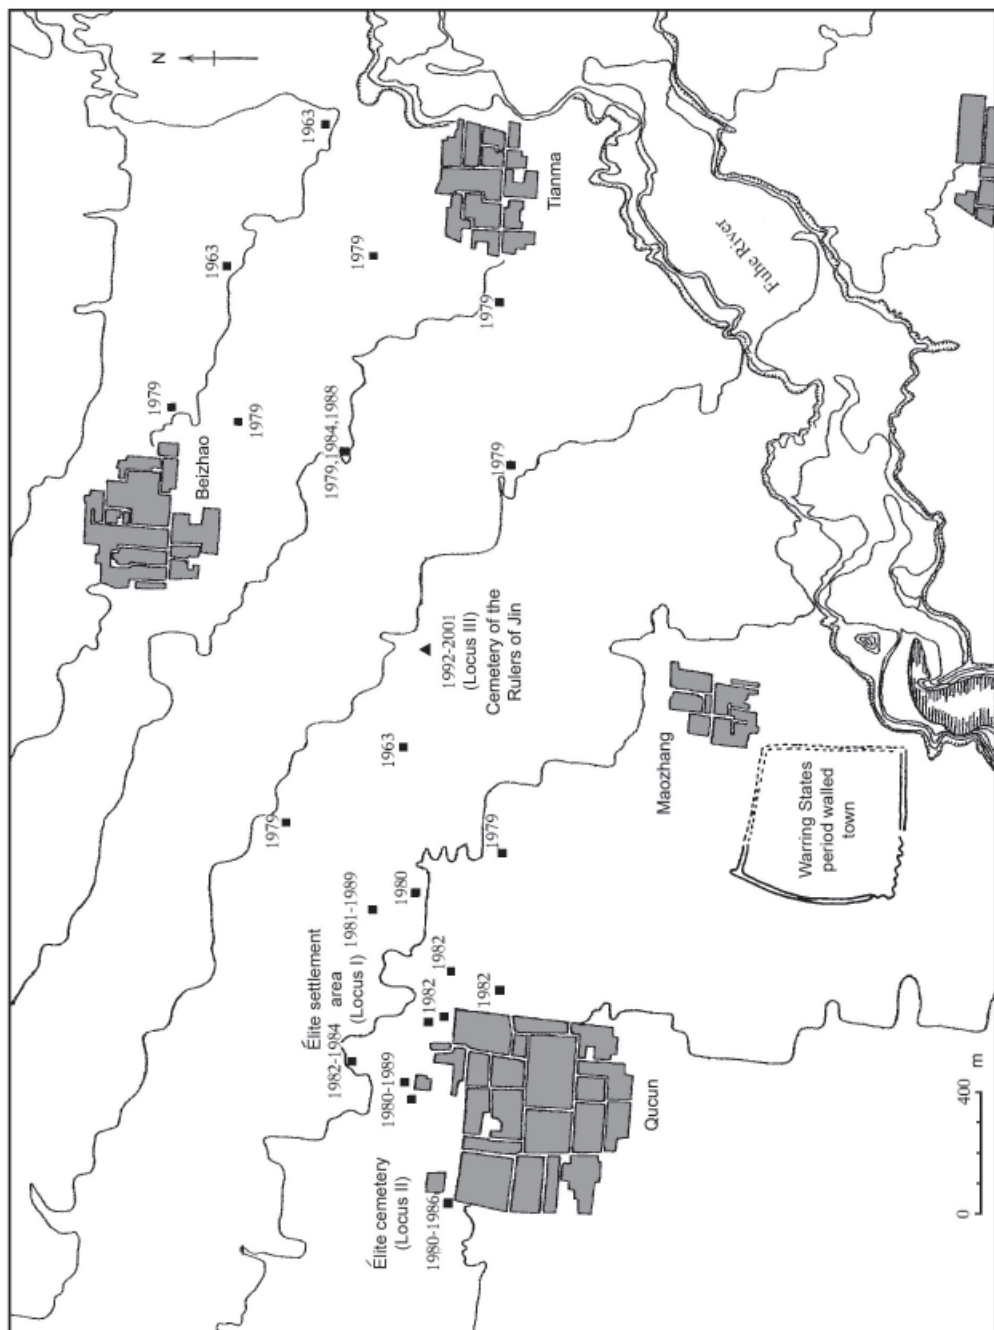 N
1979
Beizhao
1963
1979
1979
1963
Élite settlement
area
(Locus I)
1982-1984
1979,1984,1988
1981-1989
1979
Élite cemetery
(Locus II)
1963
1980-1989
1980
1982
1980-1986
1982
1992-2001
(Locus III)
Cemetery of the
Rulers of Jin
1982
1979
1979
1979
Tianma
Qucun
Maozhang
Fuhe River
Warring States
period walled
town
0 400
m